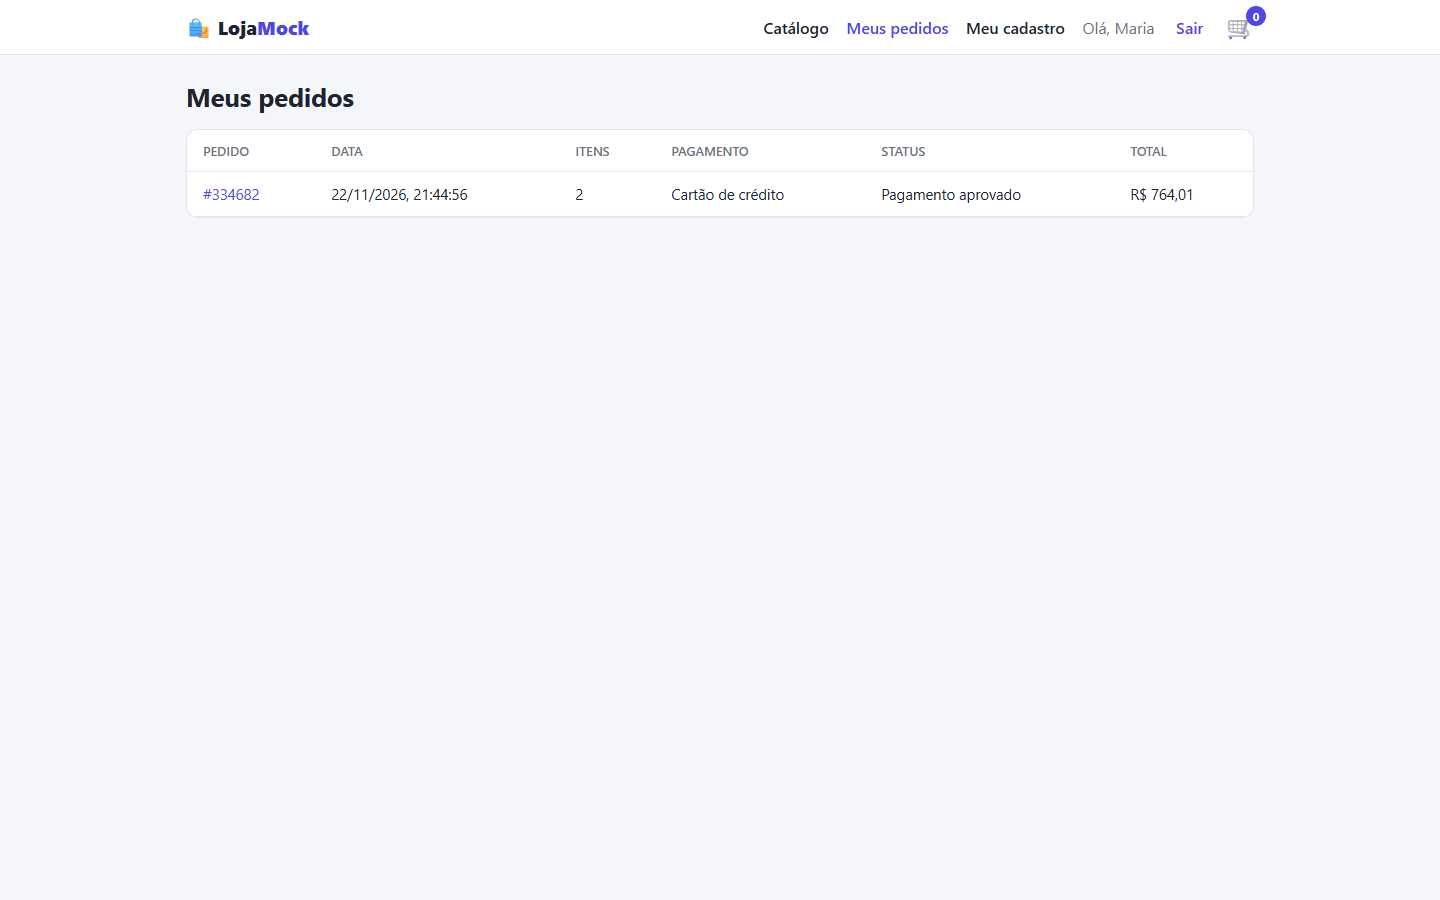 LojaMock Catálogo Meus pedidos Meu cadastro Olá, Maria Sair 0
Meus pedidos
PEDIDO DATA ITENS PAGAMENTO STATUS TOTAL
#334682 22/11/2026, 21:44:56 2 Cartão de crédito Pagamento aprovado R$ 764,01